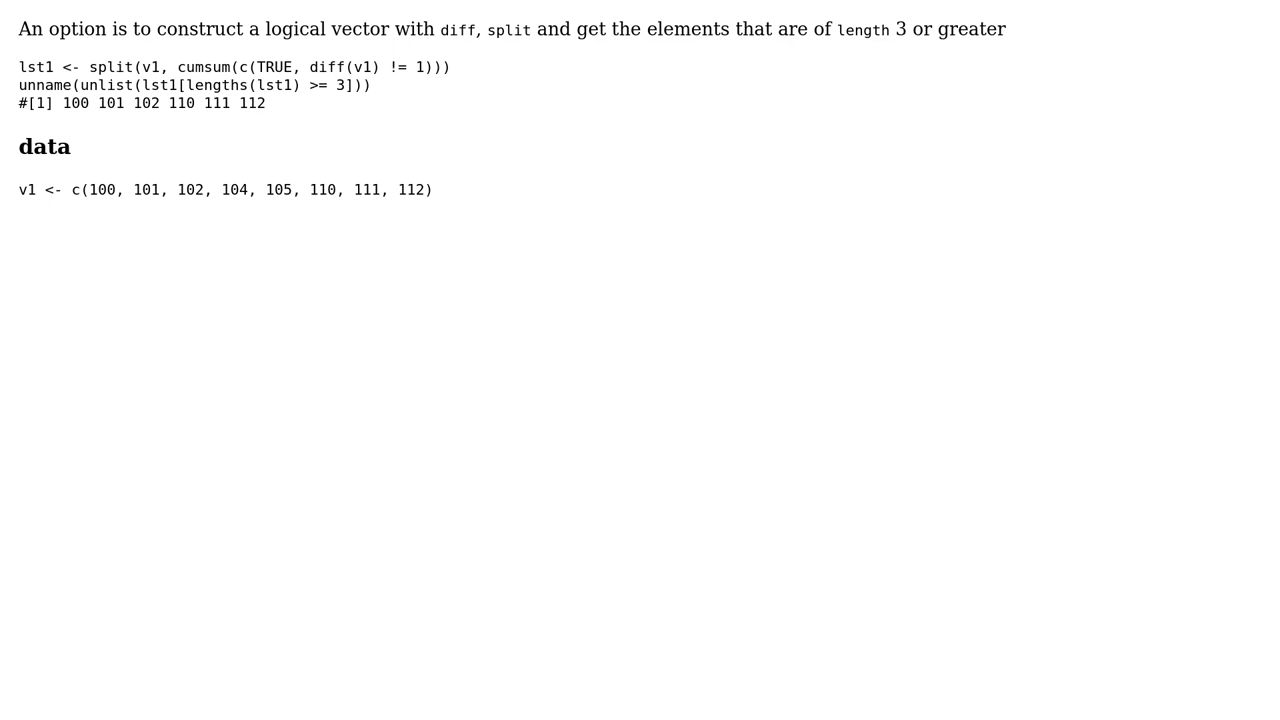 An option is to construct a logical vector with diff, split and get the elements that are of length 3 or greater
lst1 <- split(v1, cumsum(c(TRUE, diff(v1) != 1)))
unname(unlist(lst1[lengths(lst1) >= 3]))
#[1] 100 101 102 110 111 112
data
v1 <- c(100, 101, 102, 104, 105, 110, 111, 112)